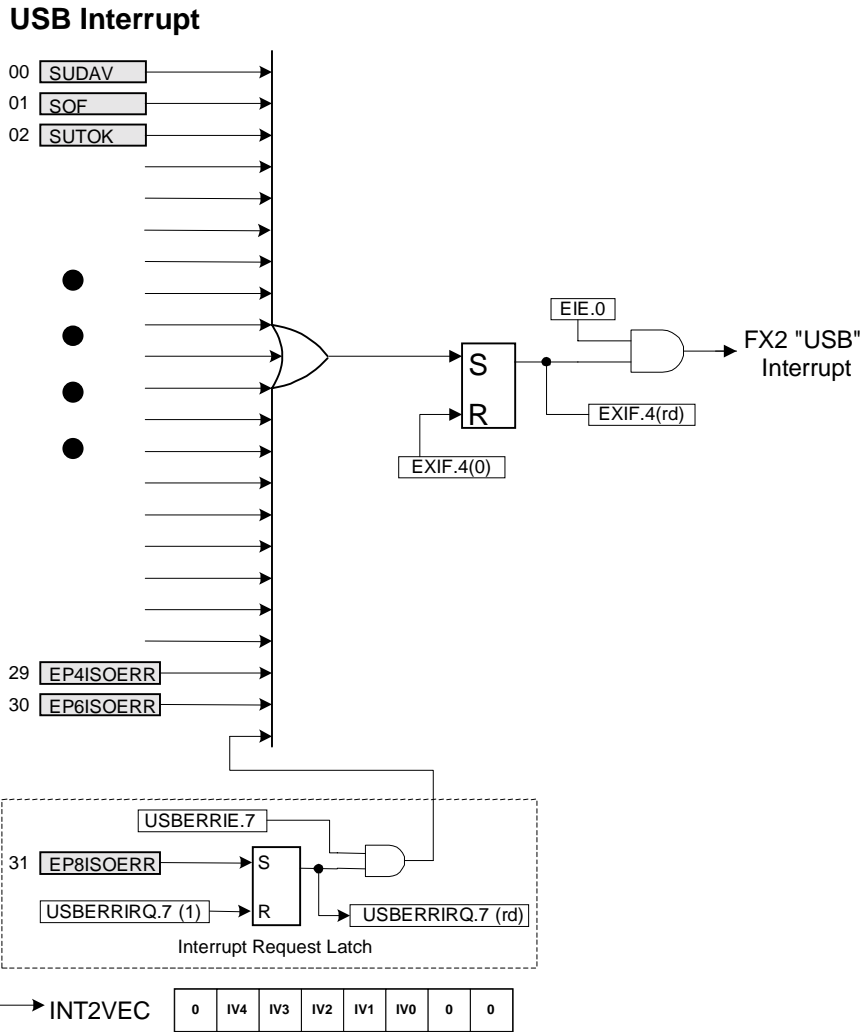 USB Interrupt
00 SUDAV
01 SOF
02 SUTOK
EIE.0
FX2 "USB"
Interrupt
S
R
EXIF.4(rd)
EXIF.4(0)
29 EP4ISOERR
30 EP6ISOERR
USBERRIE.7
31 EP8ISOERR
S
R
USBERRIRQ.7 (1)
USBERRIRQ.7 (rd)
Interrupt Request Latch
INT2VEC 0 IV4 IV3 IV2 IV1 IV0 0 0